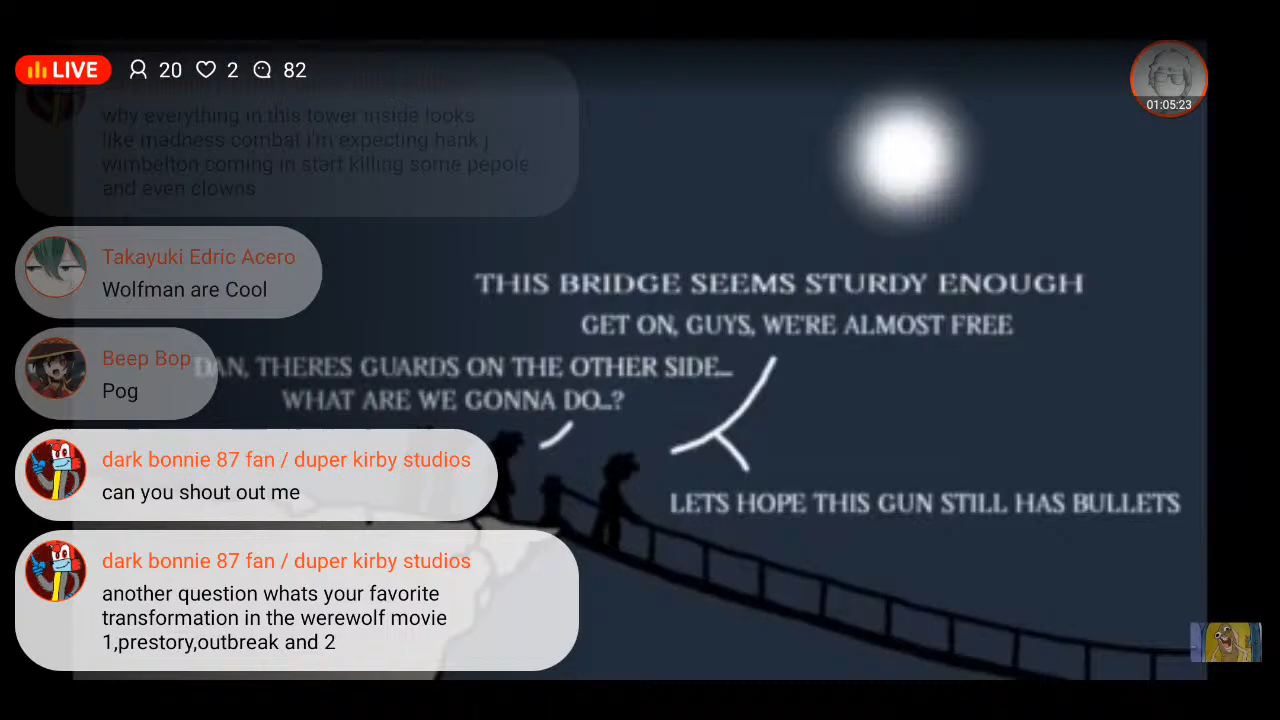 LIVE 20 2 82
01:05:23
why everything in this tower inside looks
like madness combat i'm expecting hank j
wimbelton coming in start killing some pepole
and even clowns
Takayuki Edric Acero
Wolfman are Cool
Beep Bop
Pog
dark bonnie 87 fan / duper kirby studios
can you shout out me
dark bonnie 87 fan / duper kirby studios
another question whats your favorite
transformation in the werewolf movie
1,prestory,outbreak and 2
THIS BRIDGE SEEMS STURDY ENOUGH
GET ON, GUYS, WE'RE ALMOST FREE
DAN, THERES GUARDS ON THE OTHER SIDE...
WHAT ARE WE GONNA DO...?
LETS HOPE THIS GUN STILL HAS BULLETS